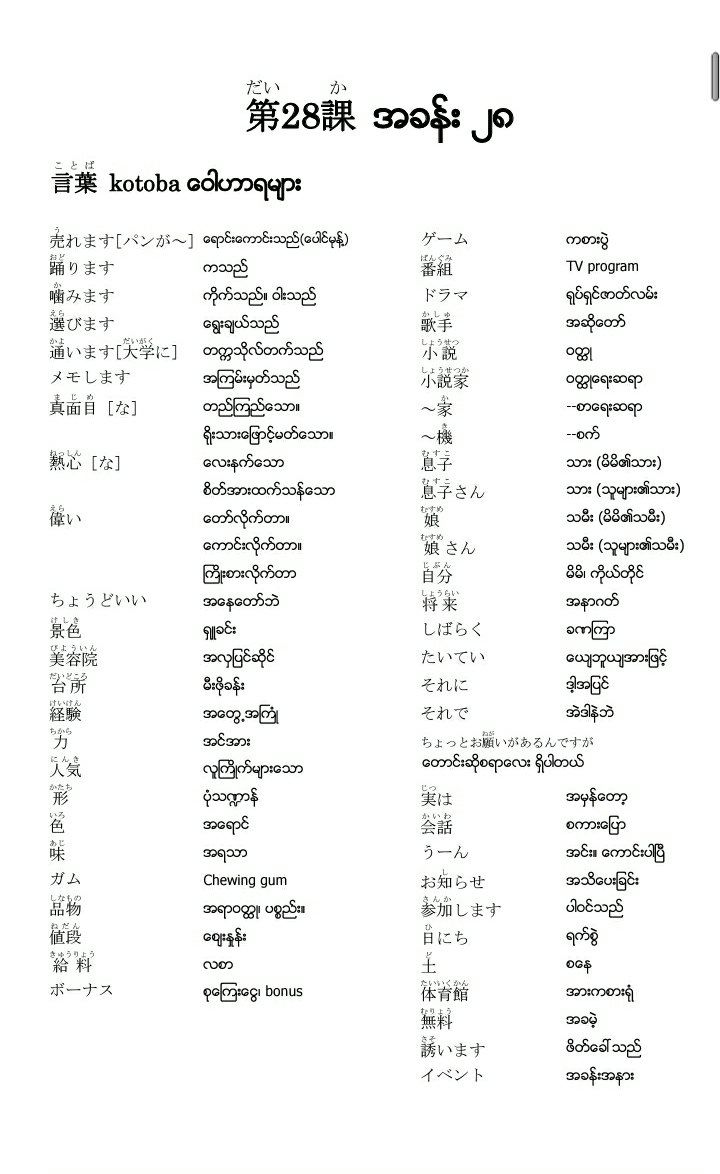 第28課 အခန်း ၂၈
言葉 kotoba ဝေါဟာရများ
売れます[パンが～] ရောင်းကောင်းသည်(ပေါင်မုန့်)
踊ります ကသည်
噛みます ကိုက်သည်။ ဝါးသည်
選びます ရွေးချယ်သည်
通います[大学に] တက္ကသိုလ်တက်သည်
メモします အကြမ်းမှတ်သည်
真面目 [な] တည်ကြည်သော။
ရိုးသားဖြောင့်မတ်သော။
熱心 [な] လေးနက်သော
စိတ်အားထက်သန်သော
偉い တော်လိုက်တာ။
ကောင်းလိုက်တာ။
ကြိုးစားလိုက်တာ
ちょうどいい အနေတော်ဘဲ
景色 ရှုခင်း
美容院 အလှပြင်ဆိုင်
台所 မီးဖိုခန်း
経験 အတွေ့အကြုံ
力 အင်အား
人気 လူကြိုက်များသော
形 ပုံသဏ္ဍာန်
色 အရောင်
味 အရသာ
ガム Chewing gum
品物 အရာဝတ္ထု၊ ပစ္စည်း။
値段 ဈေးနှုန်း
給料 လစာ
ボーナス စုကြေးငွေ၊ bonus
ゲーム ကစားပွဲ
番組 TV program
ドラマ ရုပ်ရှင်ဇာတ်လမ်း
歌手 အဆိုတော်
小説 ဝတ္ထု
小説家 ဝတ္ထုရေးဆရာ
～家 --စာရေးဆရာ
～機 --စက်
息子 သား (မိမိ၏သား)
息子さん သား (သူများ၏သား)
娘 သမီး (မိမိ၏သမီး)
娘さん သမီး (သူများ၏သမီး)
自分 မိမိ၊ ကိုယ်တိုင်
将来 အနာဂတ်
しばらく ခဏကြာ
たいてい ယျေဘူယျအားဖြင့်
それに ဒါ့အပြင်
それで အဲဒါနဲ့ဘဲ
ちょっとお願いがあるんですが
တောင်းဆိုစရာလေး ရှိပါတယ်
実は အမှန်တော့
会話 စကားပြော
うーん အင်း။ ကောင်းပါပြီ
お知らせ အသိပေးခြင်း
参加します ပါဝင်သည်
日にち ရက်စွဲ
土 စနေ
体育館 အားကစားရုံ
無料 အခမဲ့
誘います ဖိတ်ခေါ်သည်
イベント အခန်းအနား